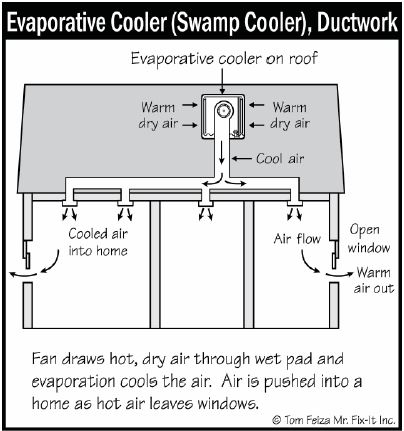 Evaporative Cooler (Swamp Cooler), Ductwork
Evaporative cooler on roof
Warm
dry air
Warm
dry air
Cool air
Cooled air
into home
Air flow
Open
window
Warm
air out
Fan draws hot, dry air through wet pad and
evaporation cools the air. Air is pushed into a
home as hot air leaves windows.
© Tom Feiza Mr. Fix-It Inc.